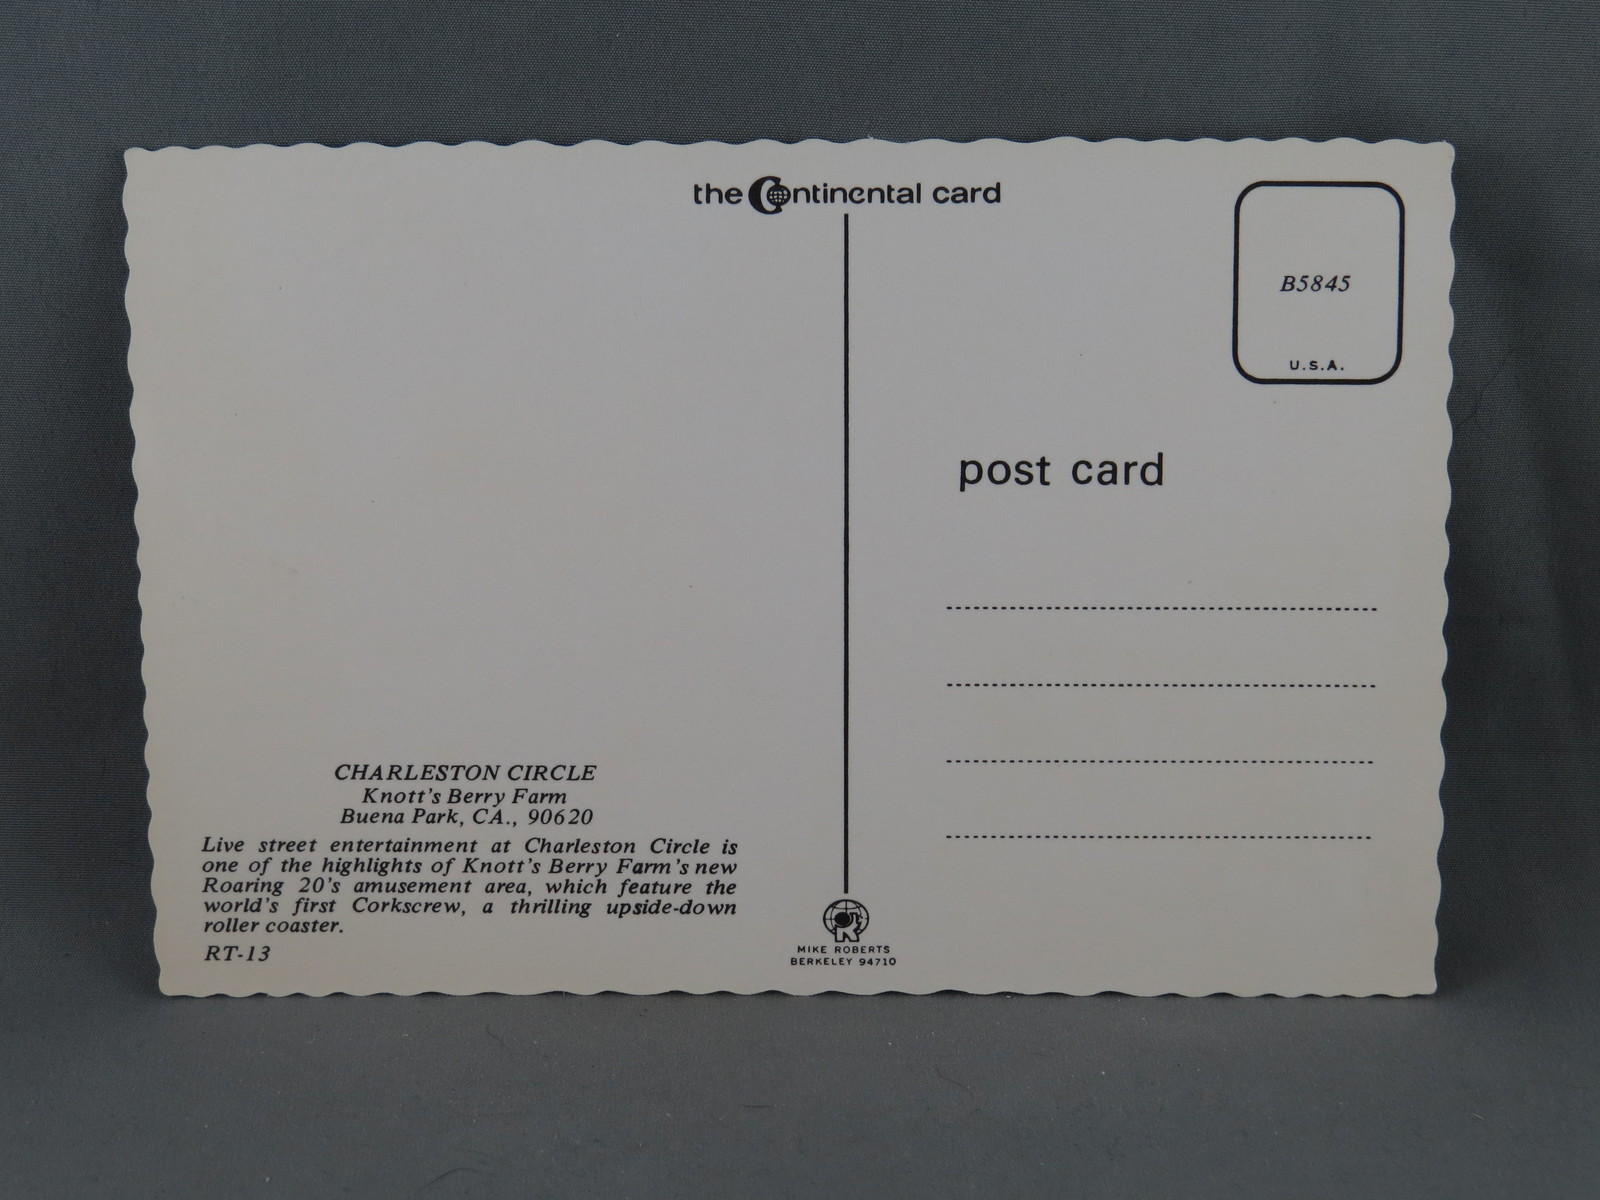 the Continental card
B5845
U.S.A.
post card
CHARLESTON CIRCLE
Knott's Berry Farm
Buena Park, CA., 90620
Live street entertainment at Charleston Circle is
one of the highlights of Knott's Berry Farm's new
Roaring 20's amusement area, which feature the
world's first Corkscrew, a thrilling upside-down
roller coaster.
RT-13
MIKE ROBERTS
BERKELEY 94710